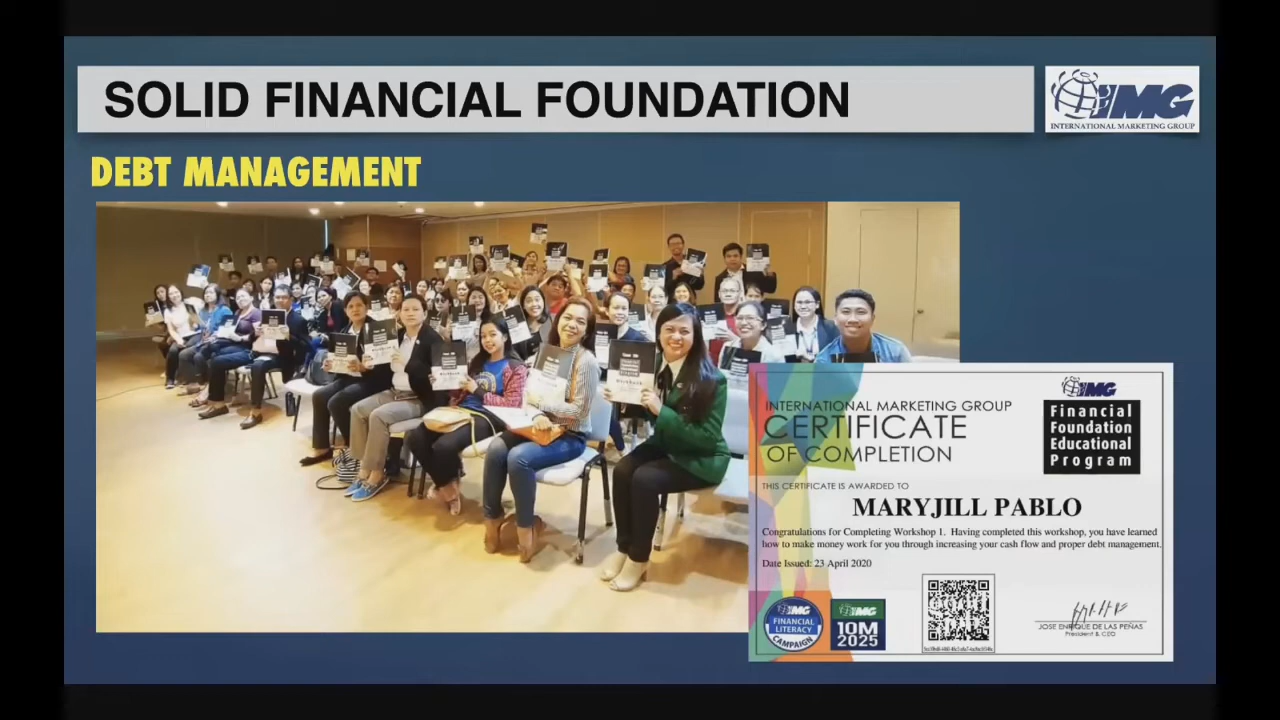 SOLID FINANCIAL FOUNDATION
IMG
INTERNATIONAL MARKETING GROUP
DEBT MANAGEMENT
IMG
INTERNATIONAL MARKETING GROUP
CERTIFICATE
OF COMPLETION
Financial
Foundation
Educational
Program
THIS CERTIFICATE IS AWARDED TO
MARYJILL PABLO
Congratulations for Completing Workshop 1. Having completed this workshop, you have learned
how to make money work for you through increasing your cash flow and proper debt management.
Date Issued: 23 April 2020
IMG
FINANCIAL
LITERACY
CAMPAIGN
IMG
10M
2025
JOSE ENRIQUE DE LAS PEÑAS
President & CEO